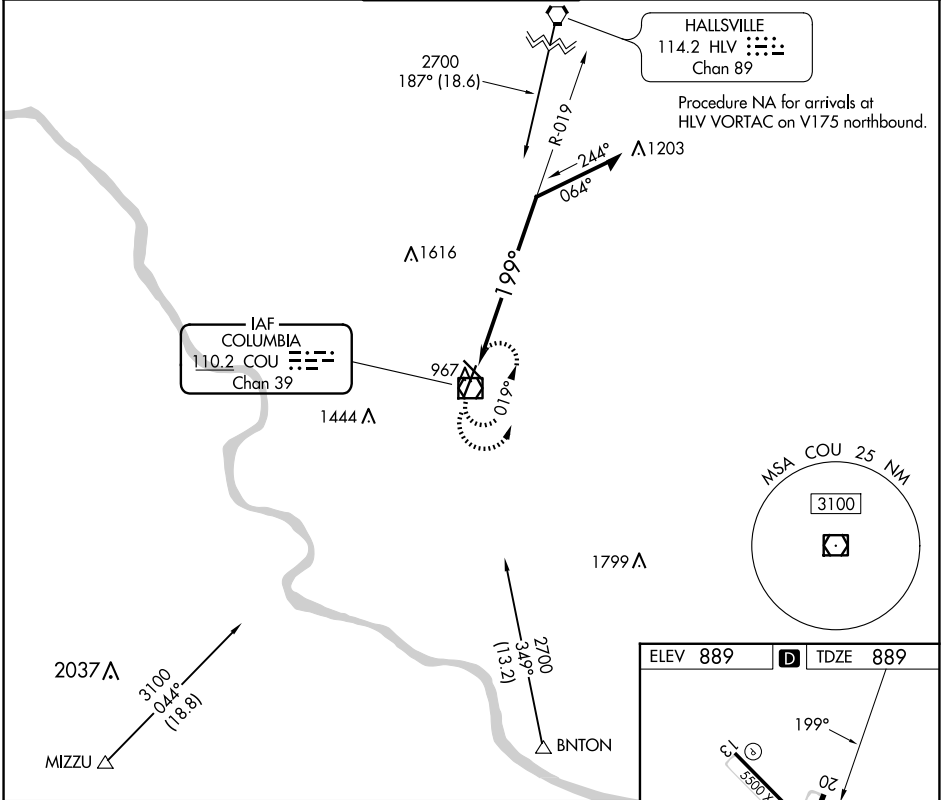 HALLSVILLE
114.2 HLV
Chan 89
2700
187° (18.6)
Procedure NA for arrivals at
HLV VORTAC on V175 northbound.
R-019
1203
244°
064°
1616
199°
IAF
COLUMBIA
110.2 COU
Chan 39
967
019°
1444
MSA COU 25 NM
3100
1799
2700
349°
(13.2)
ELEV 889 D TDZE 889
2037
3100
044°
(18.8)
199°
MIZZU
BNTON
13
P
5500 X
20